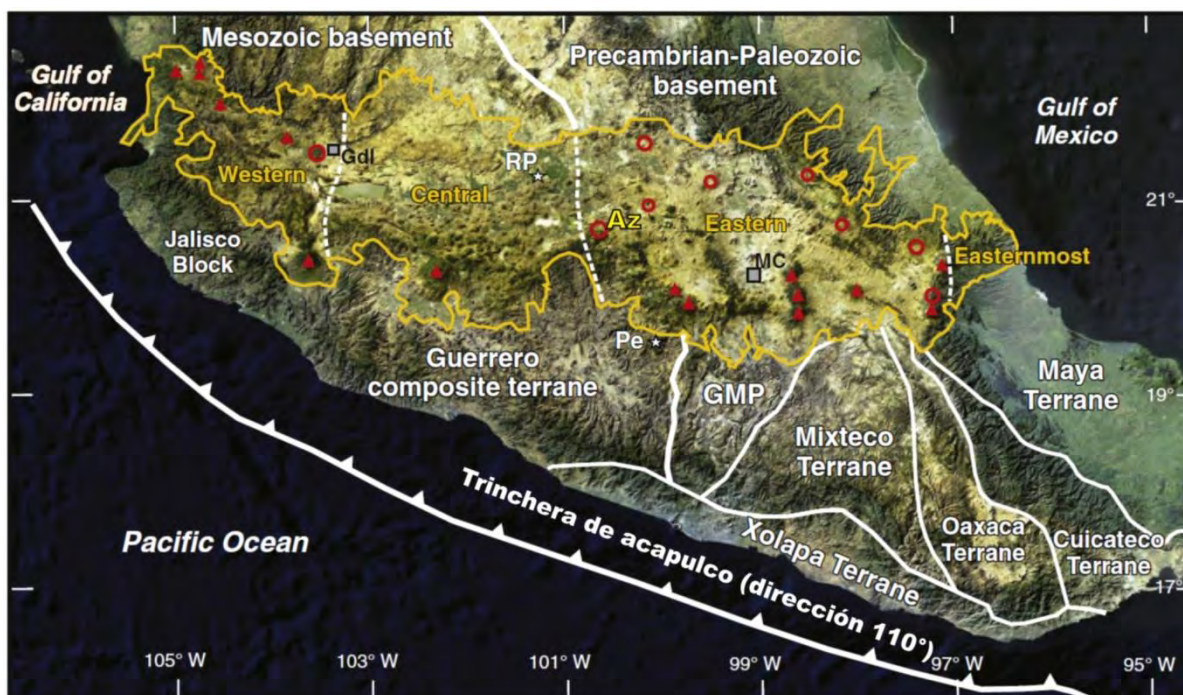 Mesozoic basement
Precambrian-Paleozoic
basement
Gulf of
California
Gulf of
Mexico
Gdl
RP
Western
Central
Az
Eastern
21°
Jalisco
Block
MC
Easternmost
Pe
Guerrero
composite terrane
GMP
Maya
Terrane
19°
Mixteco
Terrane
Trinchera de acapulco (dirección 110°)
Xolapa Terrane
Oaxaca
Terrane
Cuicateco
Terrane
Pacific Ocean
17°
105° W
103° W
101° W
99° W
97° W
95° W